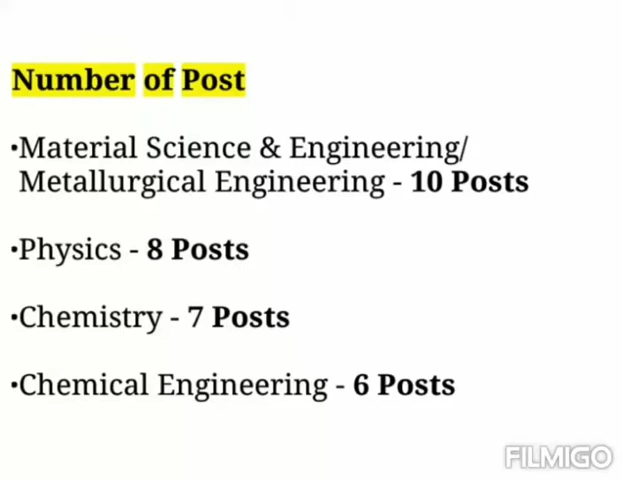 Number of Post
•Material Science & Engineering/
Metallurgical Engineering - 10 Posts
•Physics - 8 Posts
•Chemistry - 7 Posts
•Chemical Engineering - 6 Posts
FILMIGO